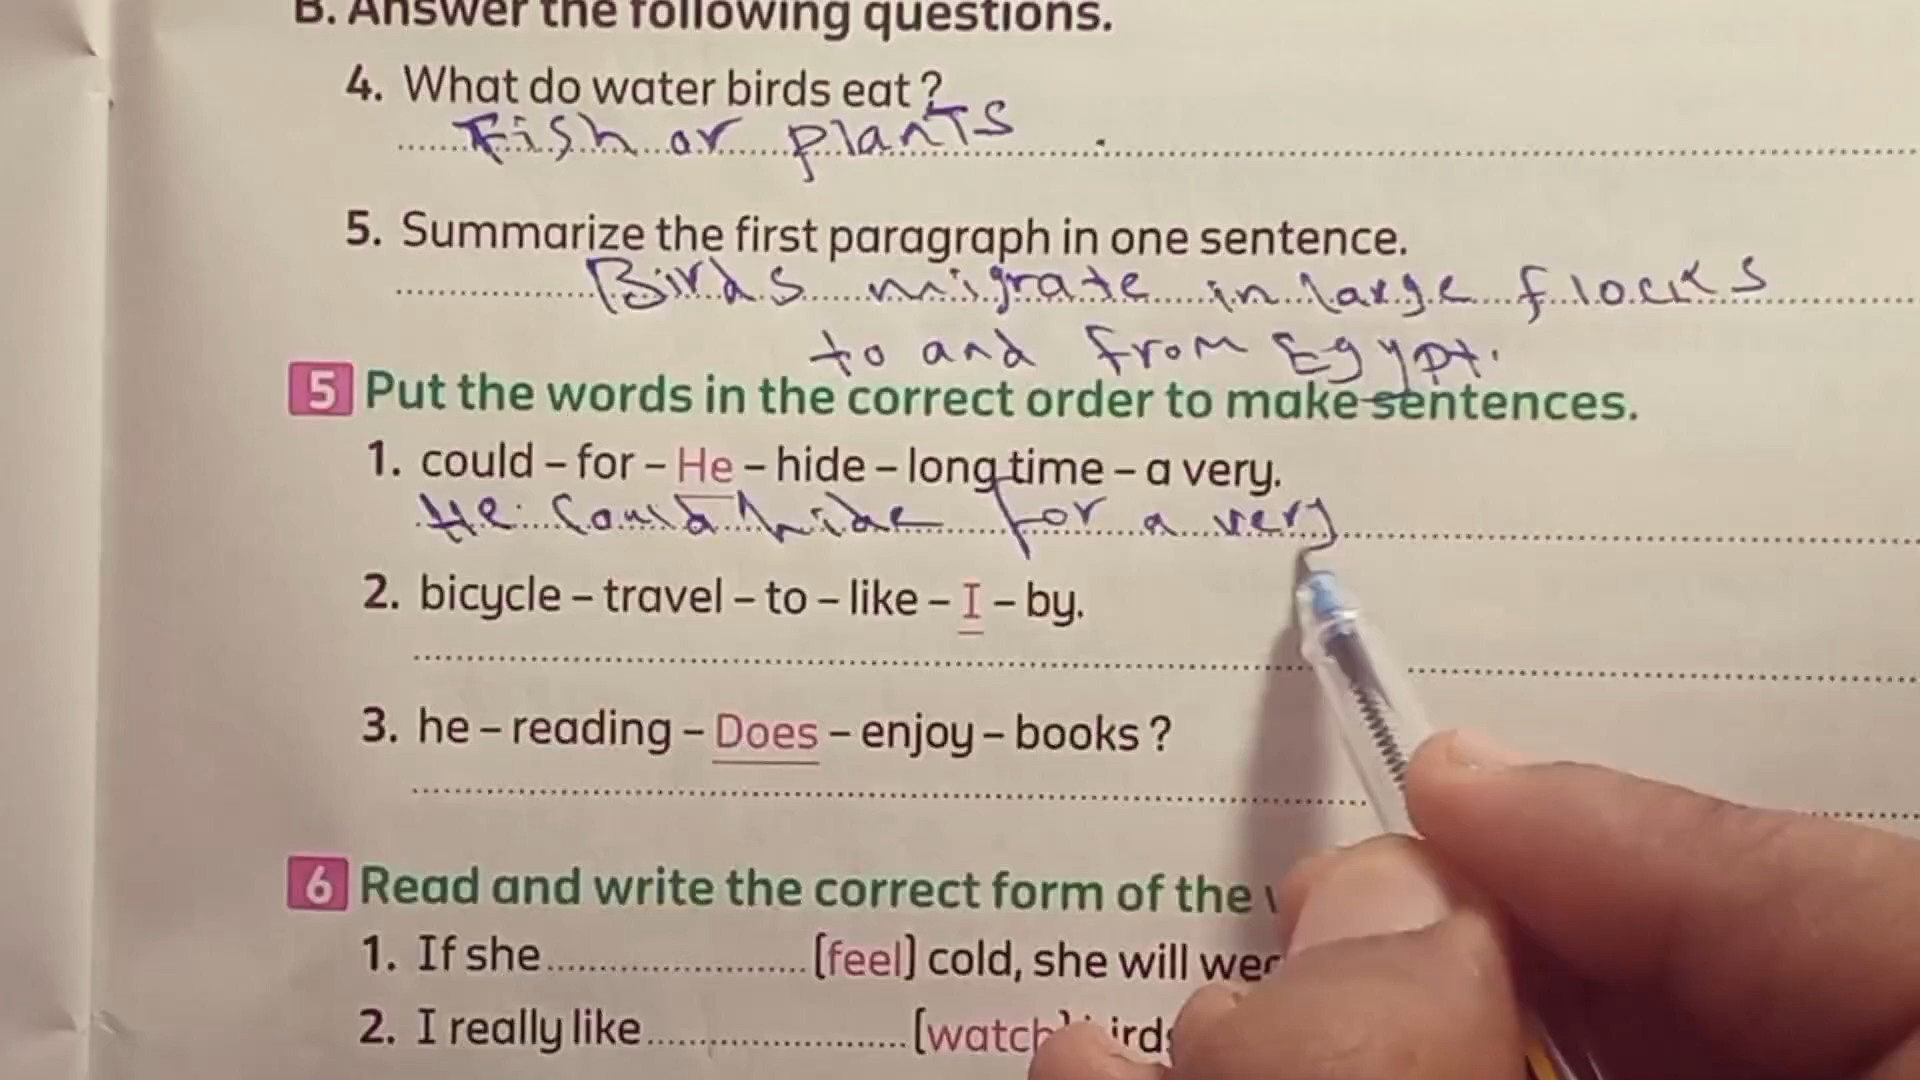 B. Answer the following questions.
4. What do water birds eat?
Fish or plants.
5. Summarize the first paragraph in one sentence.
Birds migrate in large flocks
to and from Egypt.
5 Put the words in the correct order to make sentences.
1. could – for – He – hide – long time – a very.
He could hide for a very
2. bicycle – travel – to – like – I – by.
3. he – reading – Does – enjoy – books?
6 Read and write the correct form of the
1. If she.......................... (feel) cold, she will
2. I really like.......................... (watch)